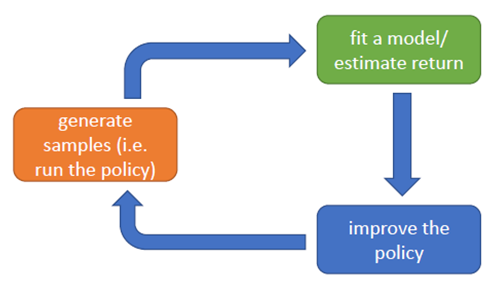 fit a model/
estimate return
generate
samples (i.e.
run the policy)
improve the
policy